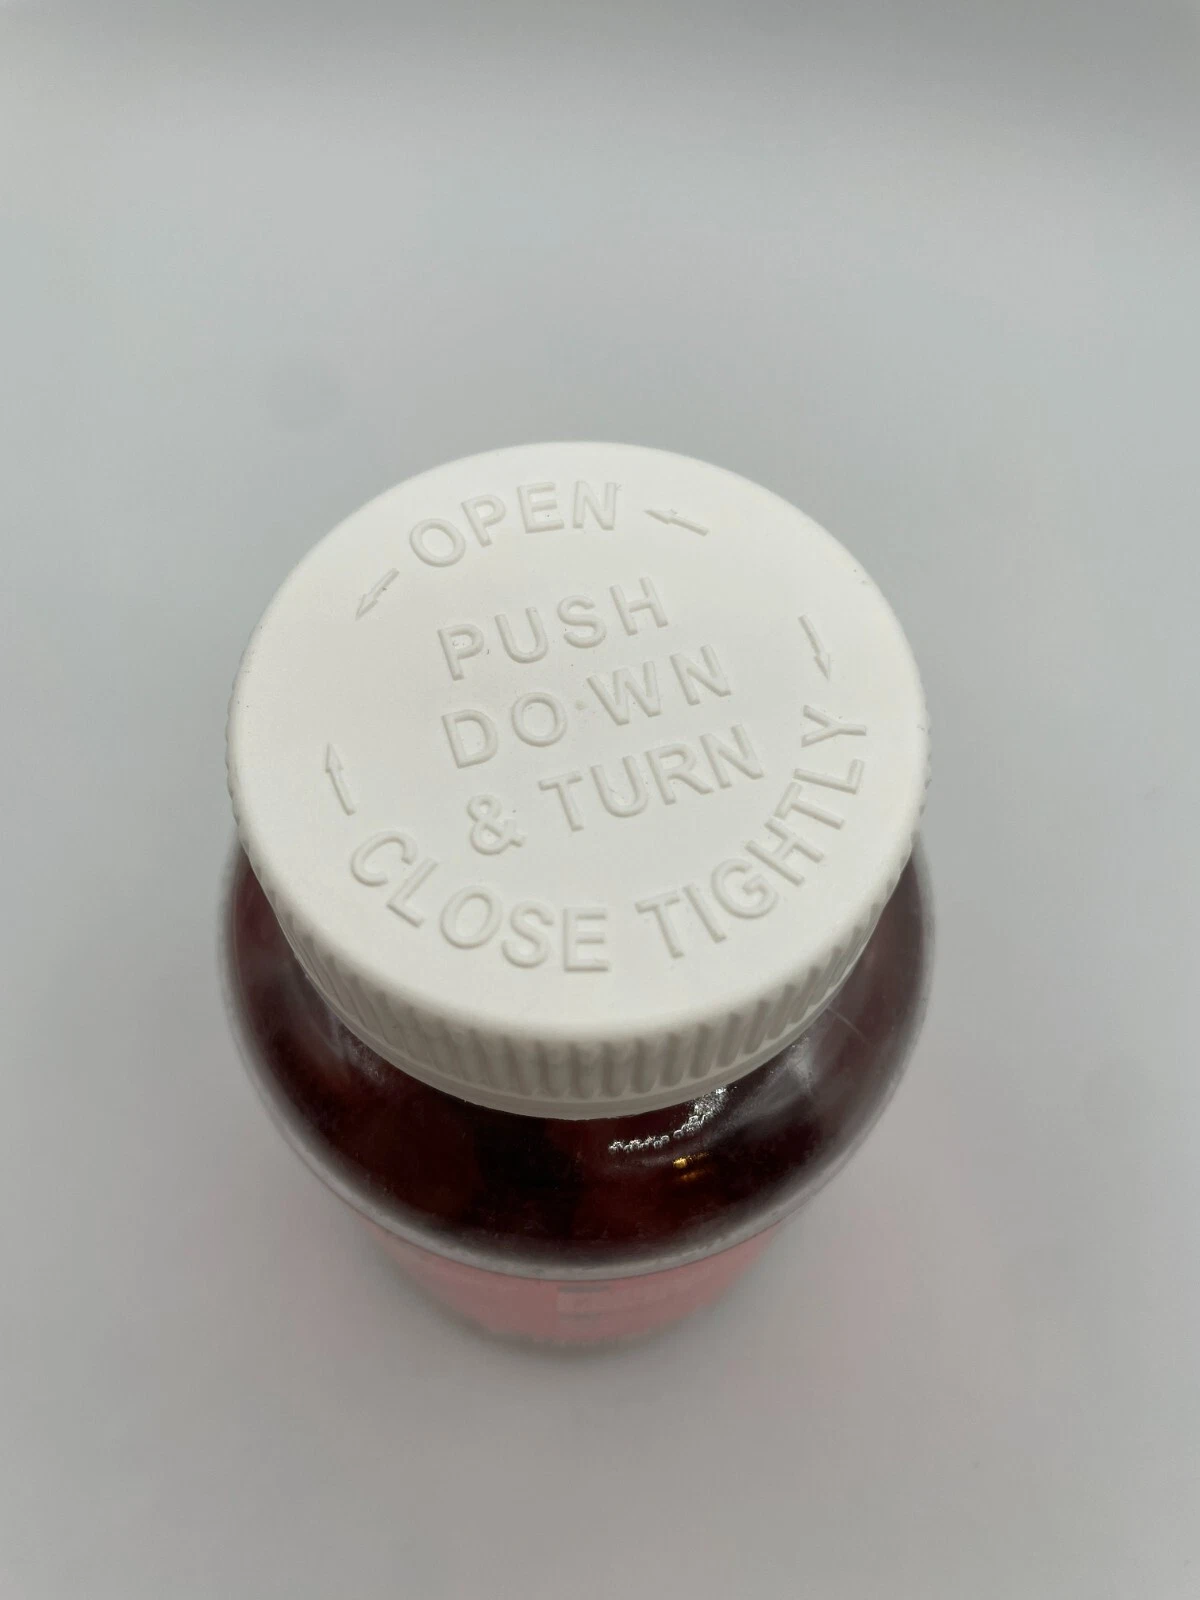 OPEN
PUSH
DOWN
& TURN
CLOSE TIGHTLY